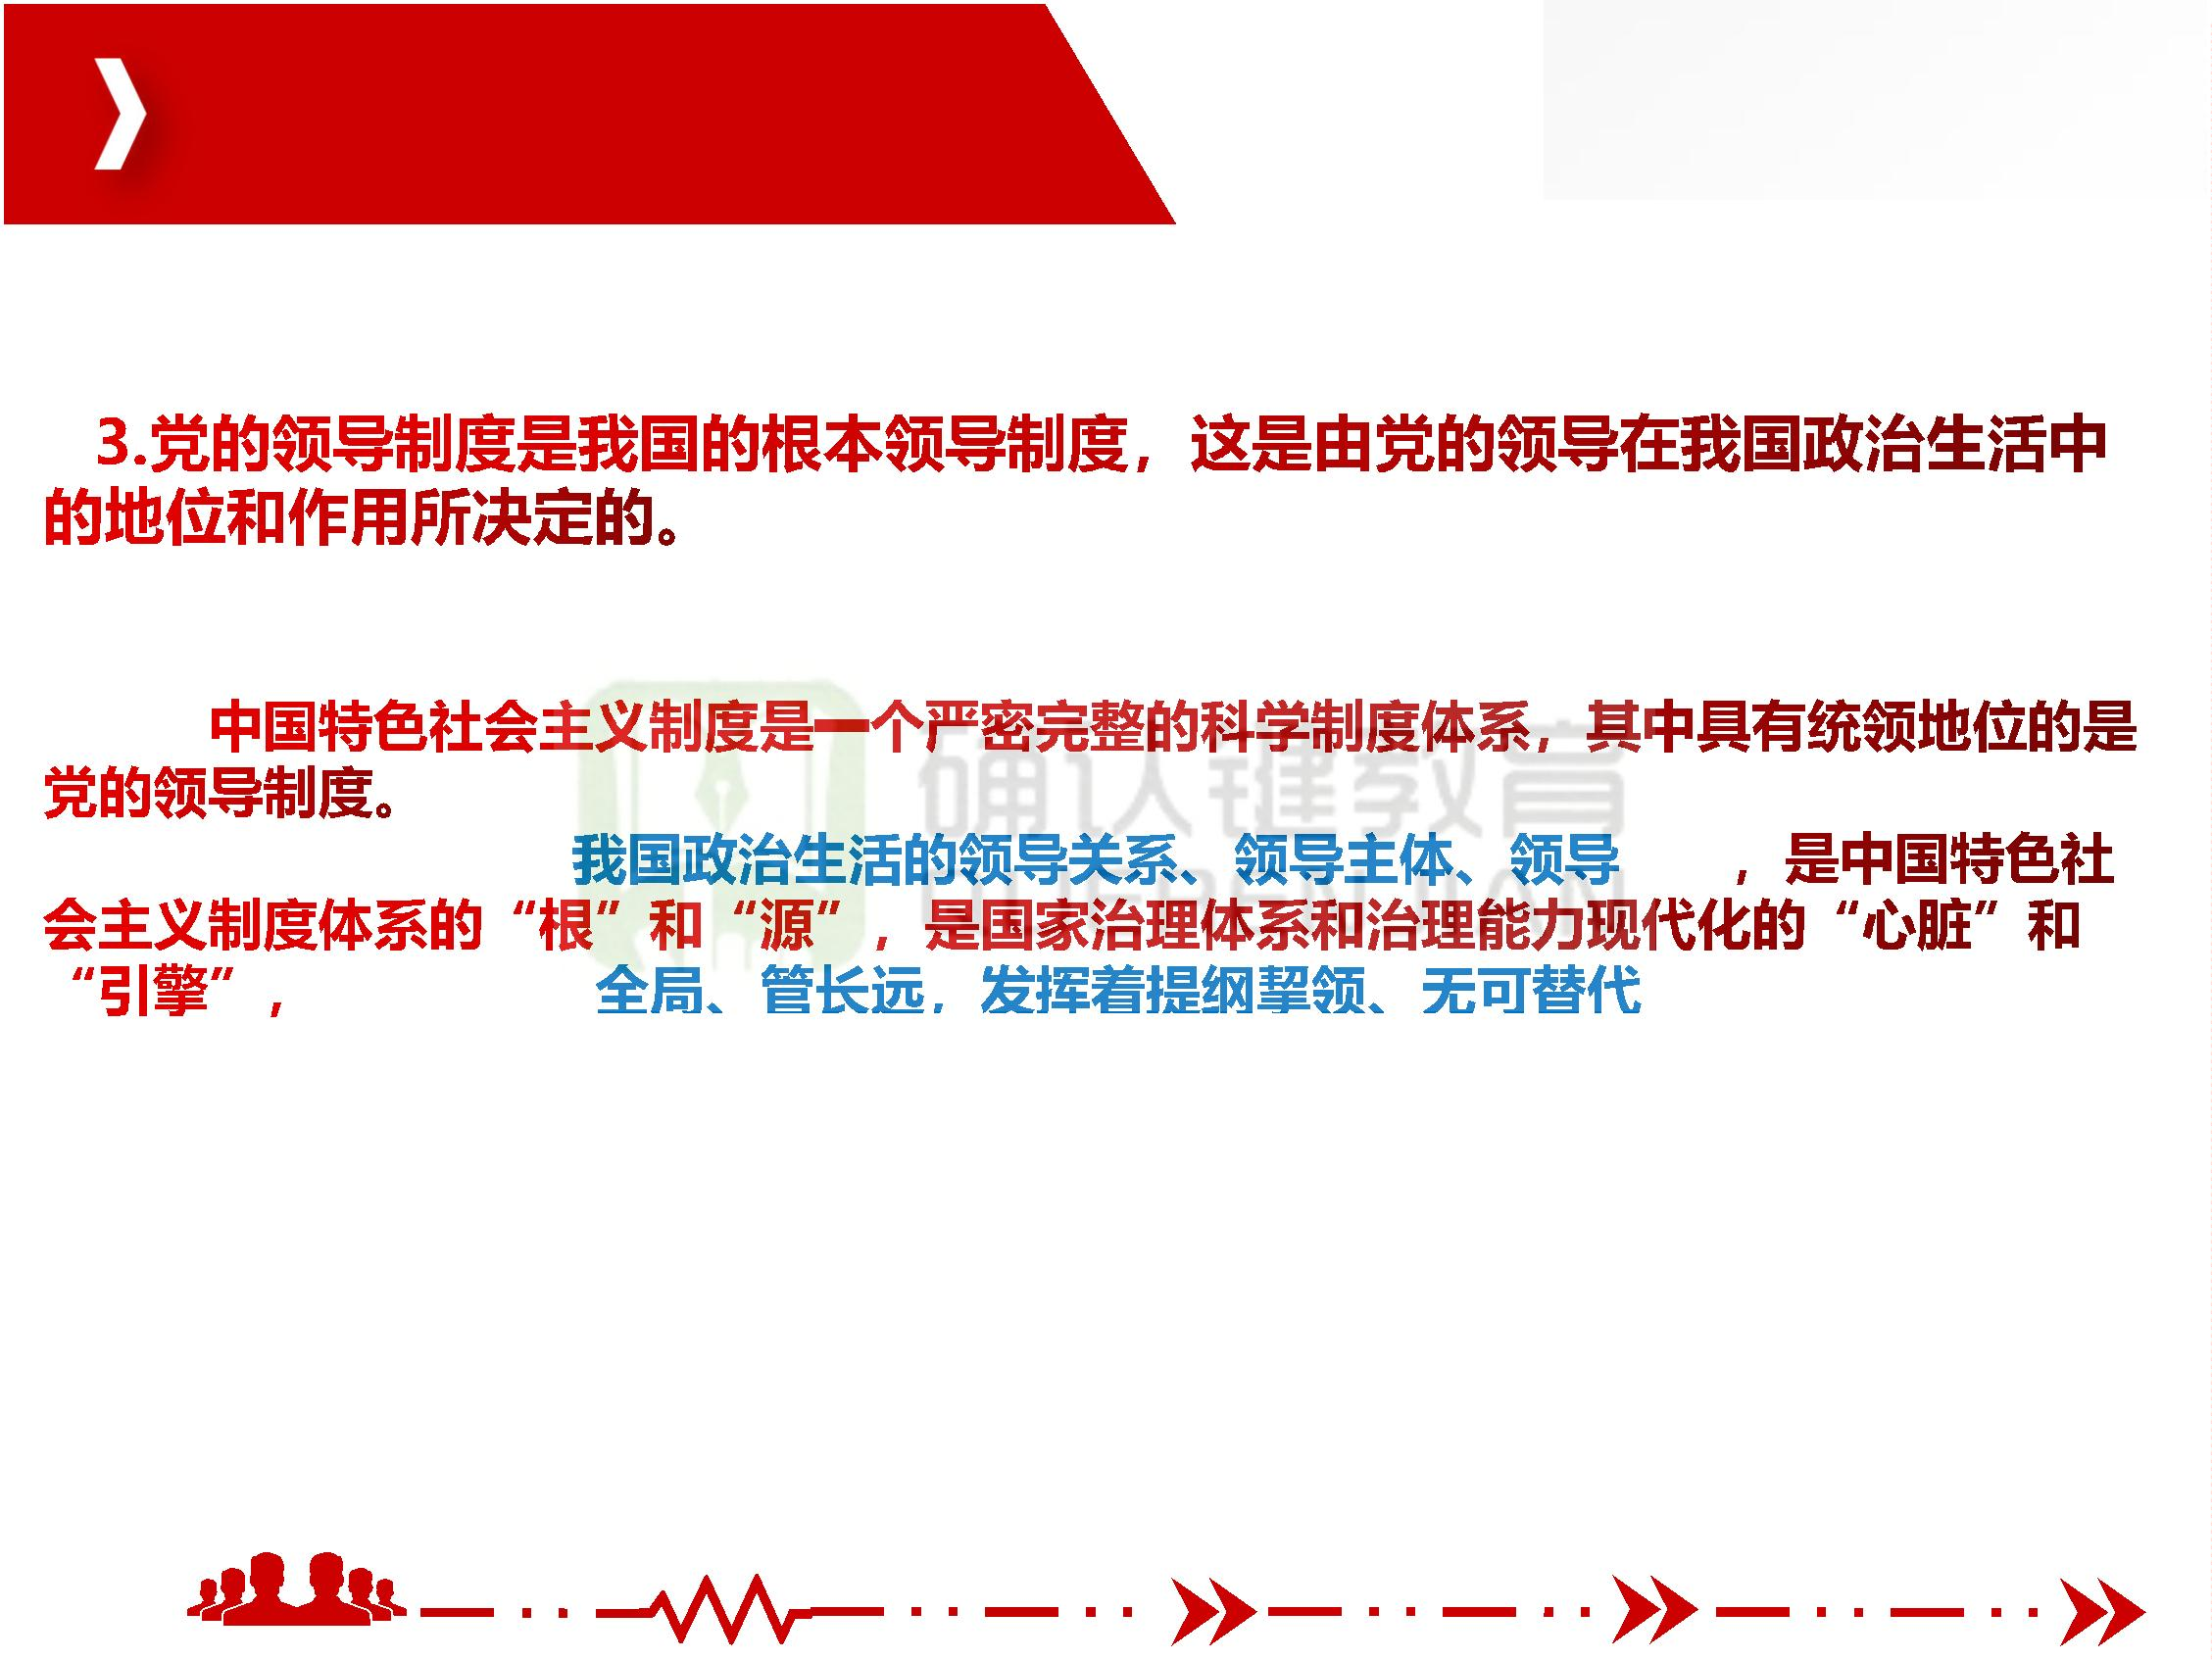 3.党的领导制度是我国的根本领导制度，这是由党的领导在我国政治生活中
的地位和作用所决定的。
中国特色社会主义制度是一个严密完整的科学制度体系，其中具有统领地位的是
党的领导制度。
我国政治生活的领导关系、领导主体、领导 ，是中国特色社
会主义制度体系的“根”和“源”，是国家治理体系和治理能力现代化的“心脏”和
“引擎”， 全局、管长远，发挥着提纲挈领、无可替代
确认键教育